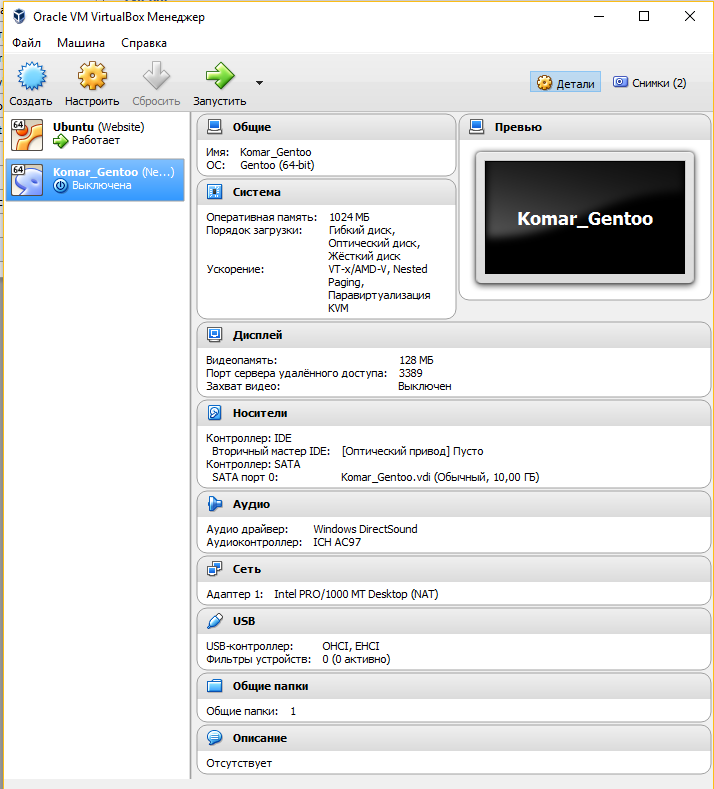 Oracle VM VirtualBox Менеджер
Файл Машина Справка
Создать Настроить Сбросить Запустить Детали Снимки (2)
64 Ubuntu (Website)
Работает
64 Komar_Gentoo (Ne...)
Выключена
Общие
Имя: Komar_Gentoo
ОС: Gentoo (64-bit)
Превью
Komar_Gentoo
Система
Оперативная память: 1024 МБ
Порядок загрузки: Гибкий диск,
Оптический диск,
Жёсткий диск
Ускорение: VT-x/AMD-V, Nested
Paging,
Паравиртуализация
KVM
Дисплей
Видеопамять: 128 МБ
Порт сервера удалённого доступа: 3389
Захват видео: Выключен
Носители
Контроллер: IDE
Вторичный мастер IDE: [Оптический привод] Пусто
Контроллер: SATA
SATA порт 0: Komar_Gentoo.vdi (Обычный, 10,00 ГБ)
Аудио
Аудио драйвер: Windows DirectSound
Аудиоконтроллер: ICH AC97
Сеть
Адаптер 1: Intel PRO/1000 MT Desktop (NAT)
USB
USB-контроллер: OHCI, EHCI
Фильтры устройств: 0 (0 активно)
Общие папки
Общие папки: 1
Описание
Отсутствует